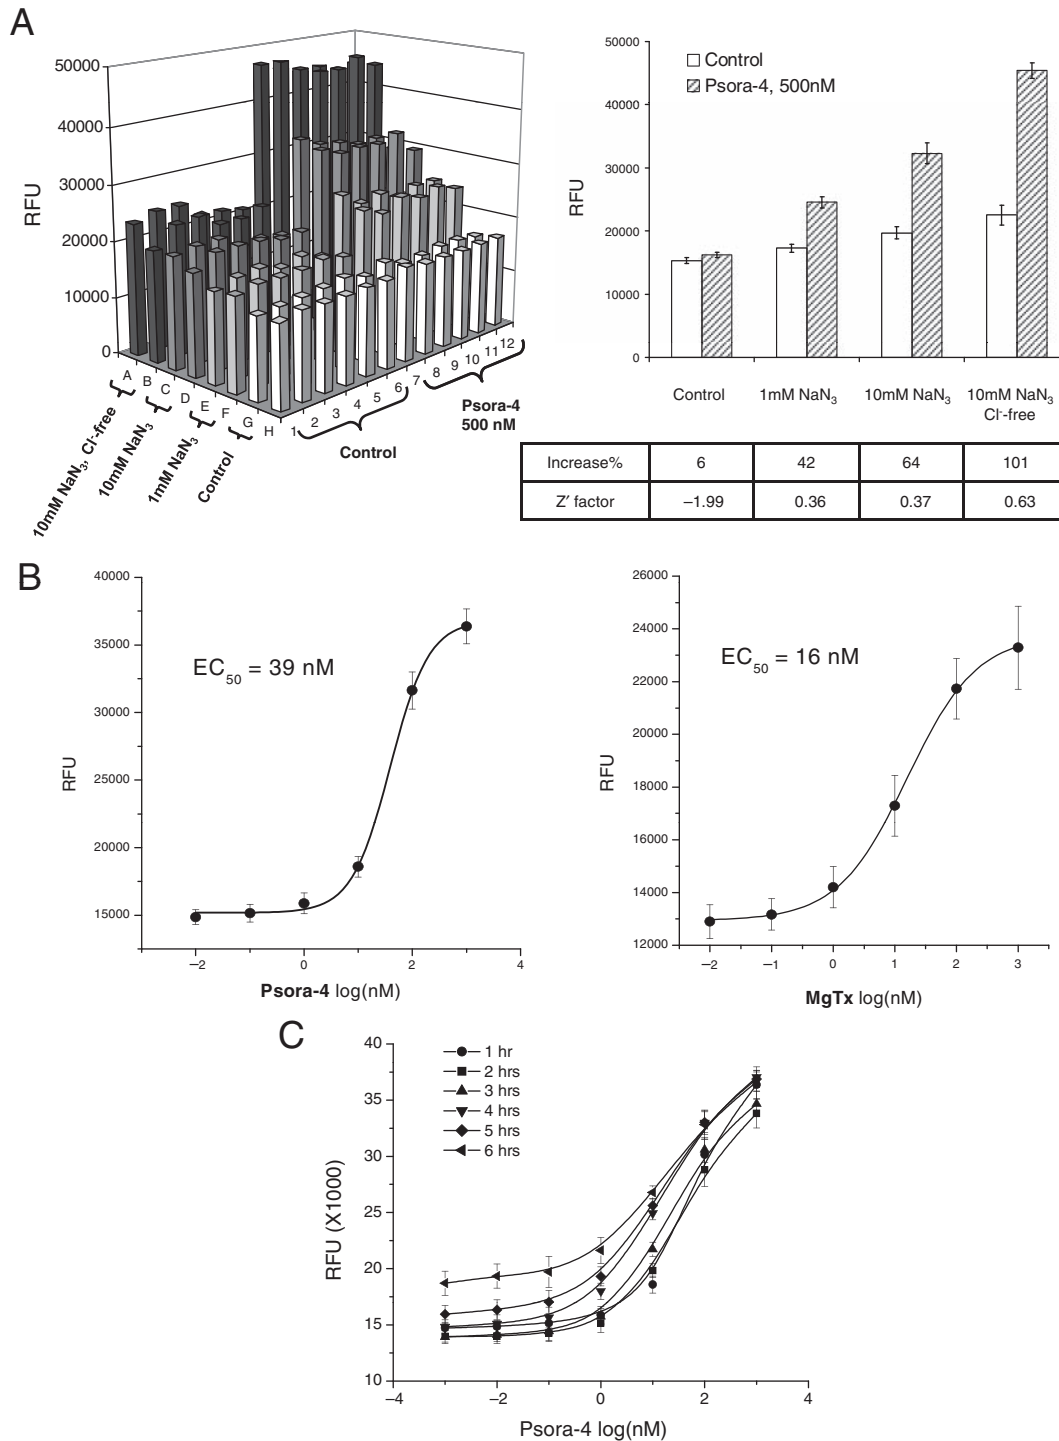 A
50000
40000
30000
20000
10000
0
RFU
A
B
C
D
E
F
G
H
1
2
3
4
5
6
7
8
9
10
11
12
10mM NaN3, Cl-free
10mM NaN3
1mM NaN3
Control
Control
Psora-4
500 nM
50000
40000
30000
20000
10000
0
RFU
Control
Psora-4, 500nM
Control 1mM NaN3 10mM NaN3 10mM NaN3
Cl-free
Increase% 6 42 64 101
Z′ factor −1.99 0.36 0.37 0.63
B
40000
35000
30000
25000
20000
15000
RFU
EC50 = 39 nM
−2 0 2 4
Psora-4 log(nM)
26000
24000
22000
20000
18000
16000
14000
12000
RFU
EC50 = 16 nM
−2 −1 0 1 2 3
MgTx log(nM)
C
40
35
30
25
20
15
10
RFU (X1000)
1 hr
2 hrs
3 hrs
4 hrs
5 hrs
6 hrs
−4 −2 0 2 4
Psora-4 log(nM)